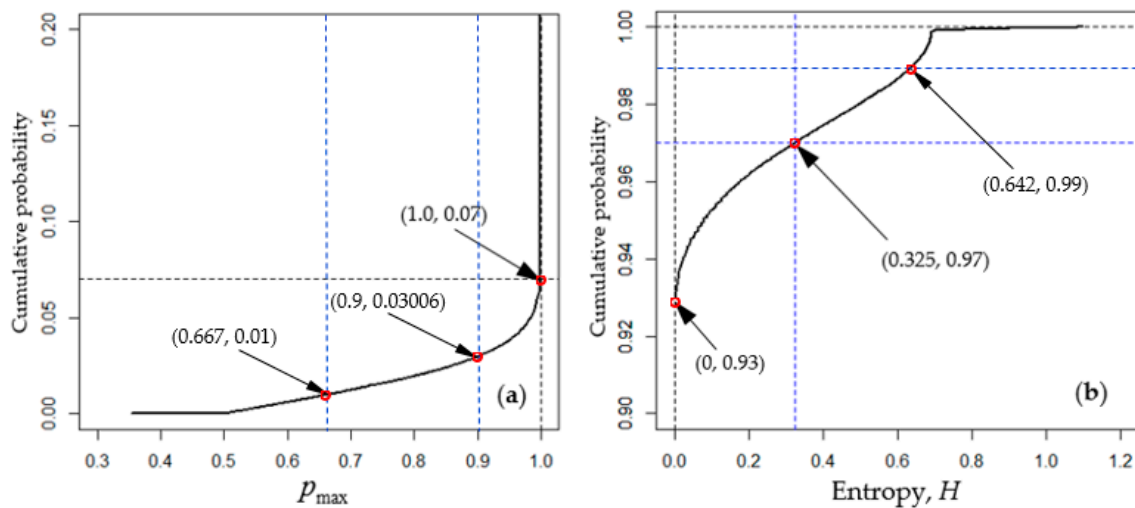 Cumulative probability
0.20
0.15
0.10
0.05
0.00
(1.0, 0.07)
(0.9, 0.03006)
(0.667, 0.01)
(a)
0.3 0.4 0.5 0.6 0.7 0.8 0.9 1.0
pmax
Cumulative probability
1.00
0.98
0.96
0.94
0.92
0.90
(0.642, 0.99)
(0.325, 0.97)
(0, 0.93)
(b)
0.0 0.2 0.4 0.6 0.8 1.0 1.2
Entropy, H